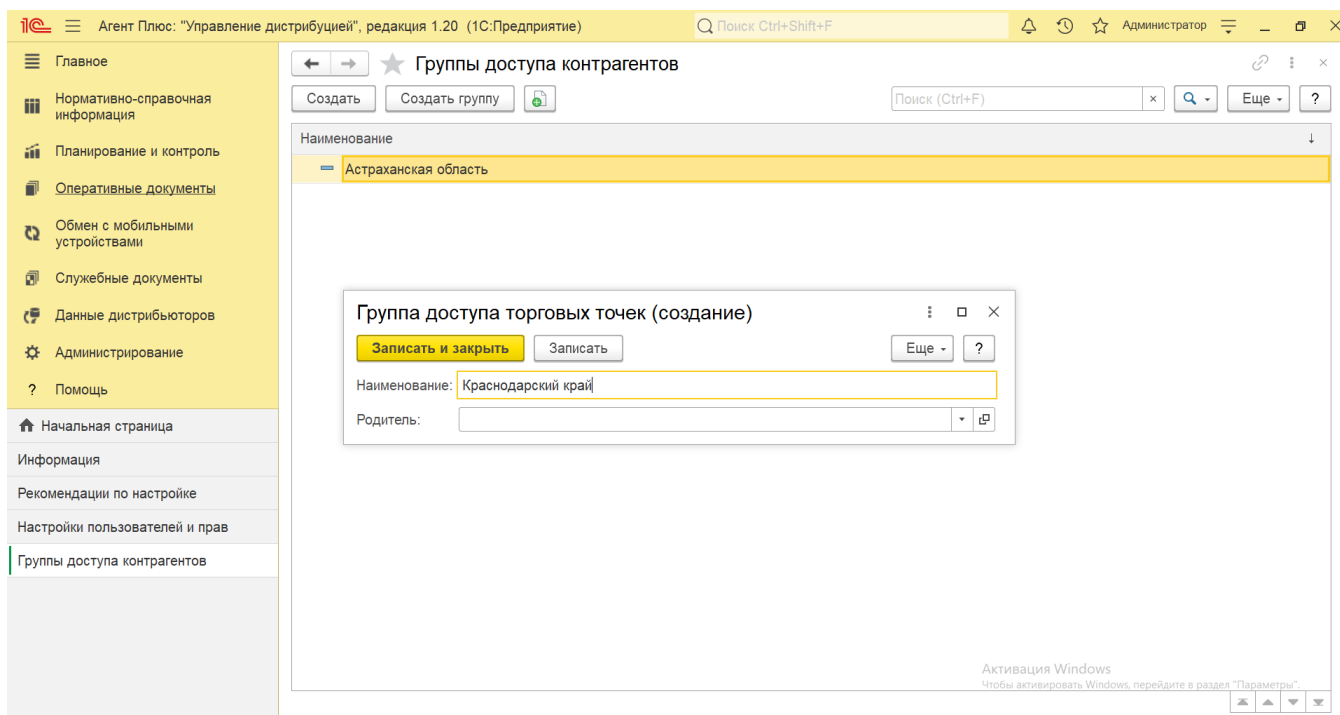 1С Агент Плюс: "Управление дистрибуцией", редакция 1.20 (1С:Предприятие) Поиск Ctrl+Shift+F Администратор
Главное
Нормативно-справочная
информация
Планирование и контроль
Оперативные документы
Обмен с мобильными
устройствами
Служебные документы
Данные дистрибьюторов
Администрирование
? Помощь
Начальная страница
Информация
Рекомендации по настройке
Настройки пользователей и прав
Группы доступа контрагентов
Группы доступа контрагентов
Создать Создать группу Поиск (Ctrl+F) × Еще ?
Наименование
Астраханская область
Группа доступа торговых точек (создание)
Записать и закрыть Записать Еще ?
Наименование: Краснодарский край
Родитель:
Активация Windows
Чтобы активировать Windows, перейдите в раздел "Параметры".